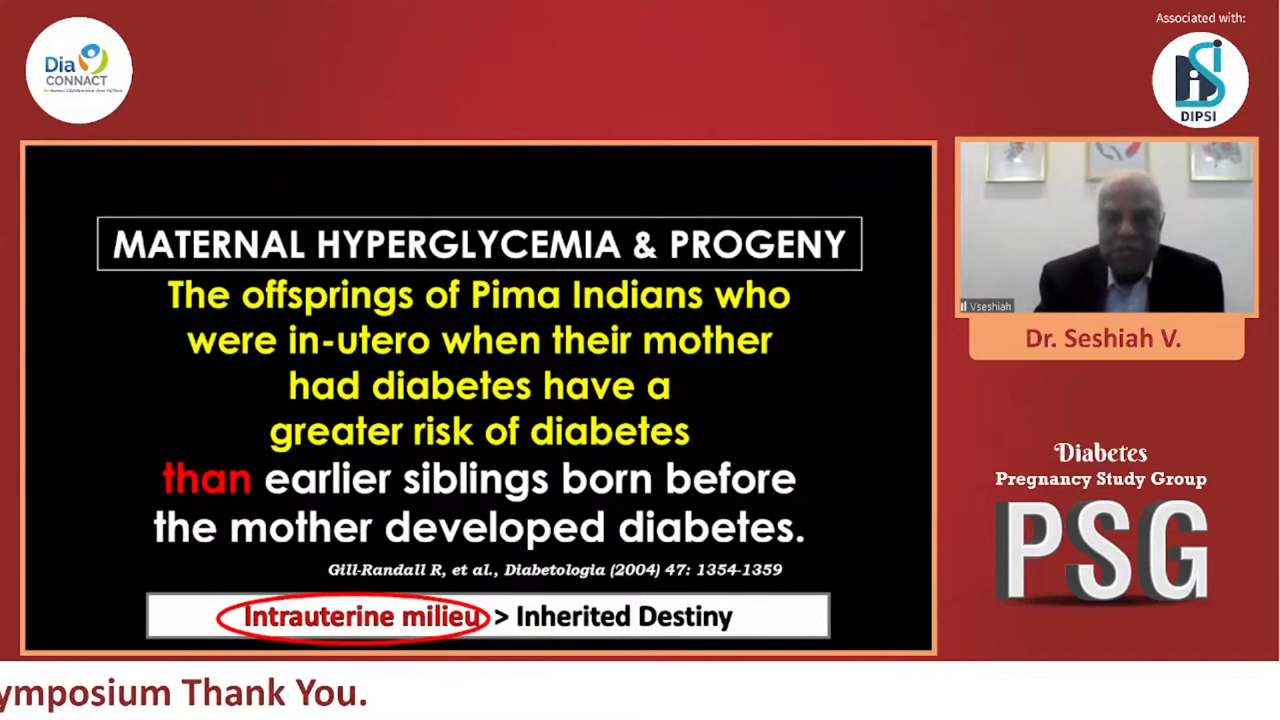 Associated with:
Dia
CONNACT
DIPSI
MATERNAL HYPERGLYCEMIA & PROGENY
The offsprings of Pima Indians who
were in-utero when their mother
had diabetes have a
greater risk of diabetes
than earlier siblings born before
the mother developed diabetes.
Gill-Randall R, et al., Diabetologia (2004) 47: 1354-1359
Intrauterine milieu > Inherited Destiny
Vseshiah
Dr. Seshiah V.
Diabetes
Pregnancy Study Group
PSG
ymposium Thank You.